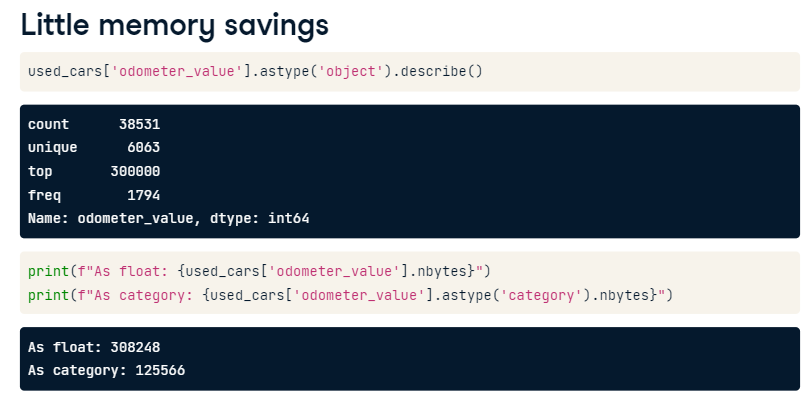 Little memory savings
used_cars['odometer_value'].astype('object').describe()
count      38531
unique      6063
top       300000
freq        1794
Name: odometer_value, dtype: int64
print(f"As float: {used_cars['odometer_value'].nbytes}")
print(f"As category: {used_cars['odometer_value'].astype('category').nbytes}")
As float: 308248
As category: 125566